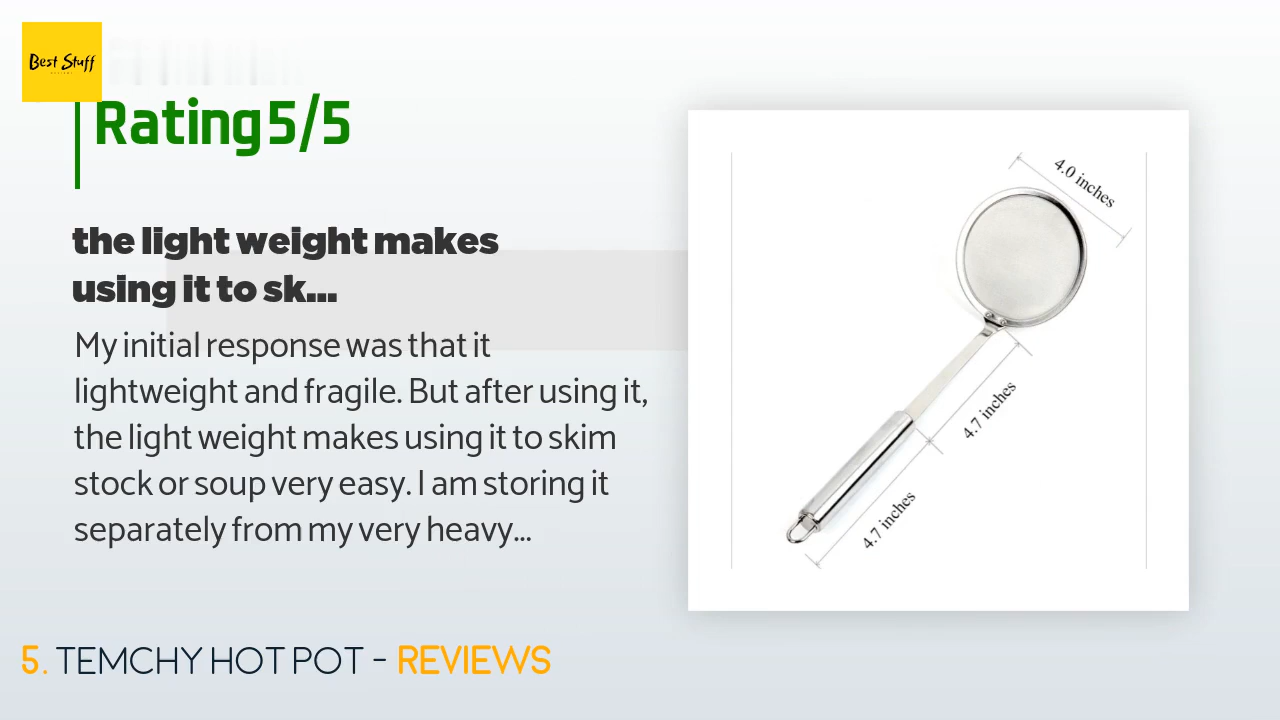 Best Stuff
Rating 5/5
the light weight makes
using it to sk...
My initial response was that it
lightweight and fragile. But after using it,
the light weight makes using it to skim
stock or soup very easy. I am storing it
separately from my very heavy...
4.0 inches
4.7 inches
4.7 inches
5. TEMCHY HOT POT - REVIEWS